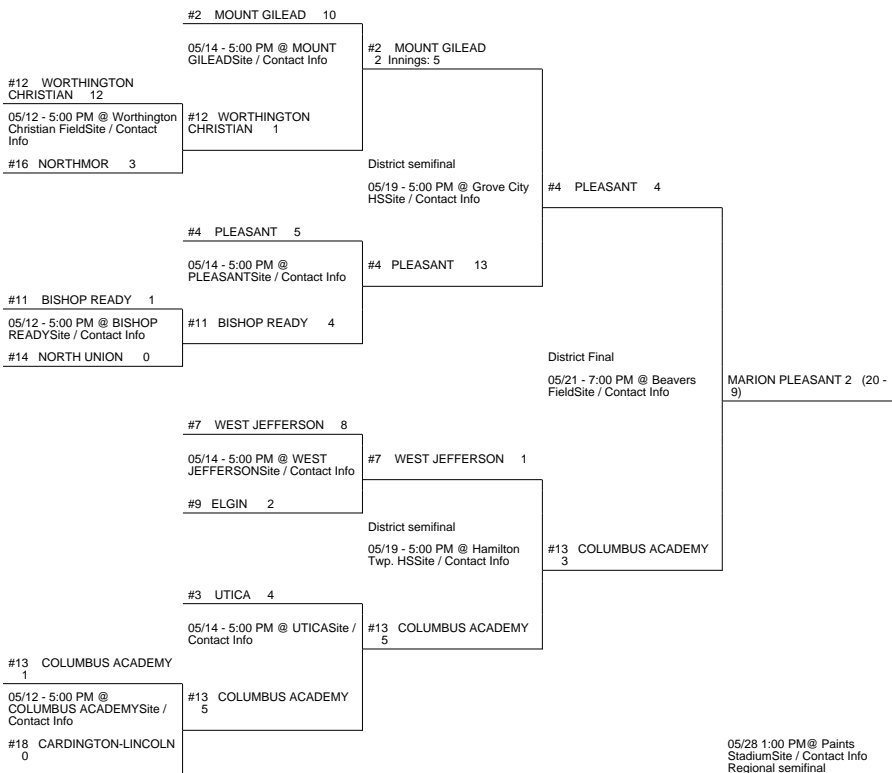 #2 MOUNT GILEAD 10
05/14 - 5:00 PM @ MOUNT
GILEADSite / Contact Info
#2 MOUNT GILEAD
2 Innings: 5
#12 WORTHINGTON
CHRISTIAN 12
05/12 - 5:00 PM @ Worthington
Christian FieldSite / Contact
Info
#12 WORTHINGTON
CHRISTIAN 1
#16 NORTHMOR 3
District semifinal
05/19 - 5:00 PM @ Grove City
HSSite / Contact Info
#4 PLEASANT 4
#4 PLEASANT 5
05/14 - 5:00 PM @
PLEASANTSite / Contact Info
#4 PLEASANT 13
#11 BISHOP READY 1
05/12 - 5:00 PM @ BISHOP
READYSite / Contact Info
#11 BISHOP READY 4
#14 NORTH UNION 0
District Final
05/21 - 7:00 PM @ Beavers
FieldSite / Contact Info
MARION PLEASANT 2 (20 -
9)
#7 WEST JEFFERSON 8
05/14 - 5:00 PM @ WEST
JEFFERSONSite / Contact Info
#7 WEST JEFFERSON 1
#9 ELGIN 2
District semifinal
05/19 - 5:00 PM @ Hamilton
Twp. HSSite / Contact Info
#13 COLUMBUS ACADEMY
3
#3 UTICA 4
05/14 - 5:00 PM @ UTICASite /
Contact Info
#13 COLUMBUS ACADEMY
5
#13 COLUMBUS ACADEMY
1
05/12 - 5:00 PM @
COLUMBUS ACADEMYSite /
Contact Info
#13 COLUMBUS ACADEMY
5
#18 CARDINGTON-LINCOLN
0
05/28 1:00 PM@ Paints
StadiumSite / Contact Info
Regional semifinal